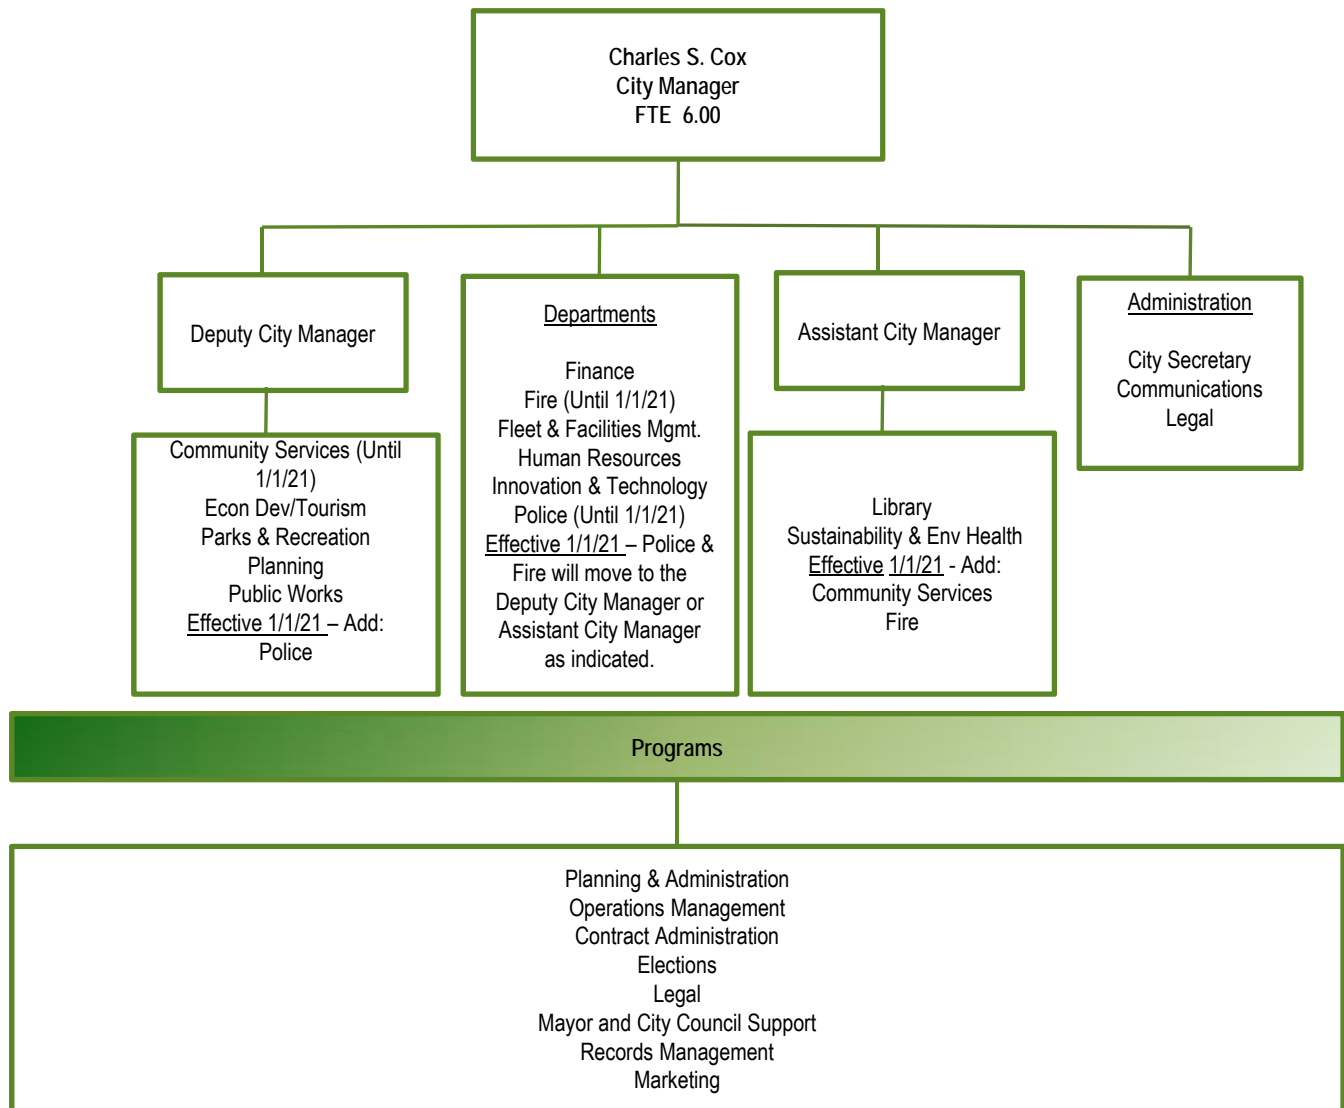 Charles S. Cox
City Manager
FTE 6.00
Deputy City Manager
Community Services (Until
1/1/21)
Econ Dev/Tourism
Parks & Recreation
Planning
Public Works
Effective 1/1/21 – Add:
Police
Departments
Finance
Fire (Until 1/1/21)
Fleet & Facilities Mgmt.
Human Resources
Innovation & Technology
Police (Until 1/1/21)
Effective 1/1/21 – Police &
Fire will move to the
Deputy City Manager or
Assistant City Manager
as indicated.
Assistant City Manager
Library
Sustainability & Env Health
Effective 1/1/21 - Add:
Community Services
Fire
Administration
City Secretary
Communications
Legal
Programs
Planning & Administration
Operations Management
Contract Administration
Elections
Legal
Mayor and City Council Support
Records Management
Marketing